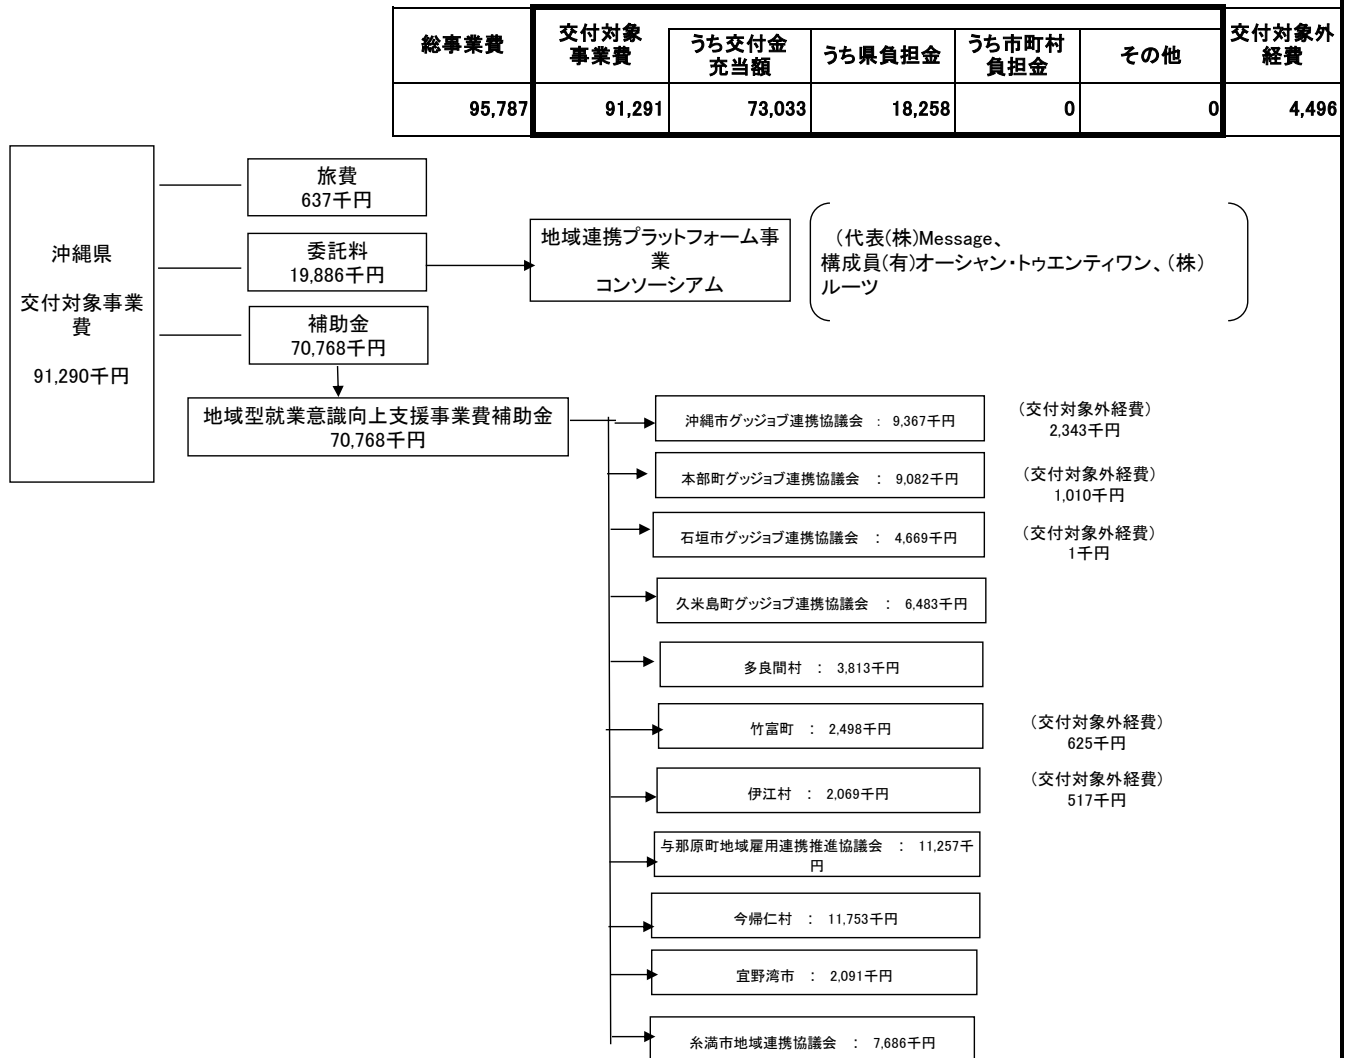 総事業費
交付対象
事業費
うち交付金
充当額
うち県負担金
うち市町村
負担金
その他
交付対象外
経費
95,787
91,291
73,033
18,258
0
0
4,496
沖縄県
交付対象事業
費
91,290千円
旅費
637千円
委託料
19,886千円
補助金
70,768千円
地域連携プラットフォーム事
業
コンソーシアム
(代表(株)Message、
構成員(有)オーシャン・トゥエンティワン、(株)
ルーツ
地域型就業意識向上支援事業費補助金
70,768千円
沖縄市グッジョブ連携協議会 : 9,367千円
(交付対象外経費)
2,343千円
本部町グッジョブ連携協議会 : 9,082千円
(交付対象外経費)
1,010千円
石垣市グッジョブ連携協議会 : 4,669千円
(交付対象外経費)
1千円
久米島町グッジョブ連携協議会 : 6,483千円
多良間村 : 3,813千円
竹富町 : 2,498千円
(交付対象外経費)
625千円
伊江村 : 2,069千円
(交付対象外経費)
517千円
与那原町地域雇用連携推進協議会 : 11,257千
円
今帰仁村 : 11,753千円
宜野湾市 : 2,091千円
糸満市地域連携協議会 : 7,686千円